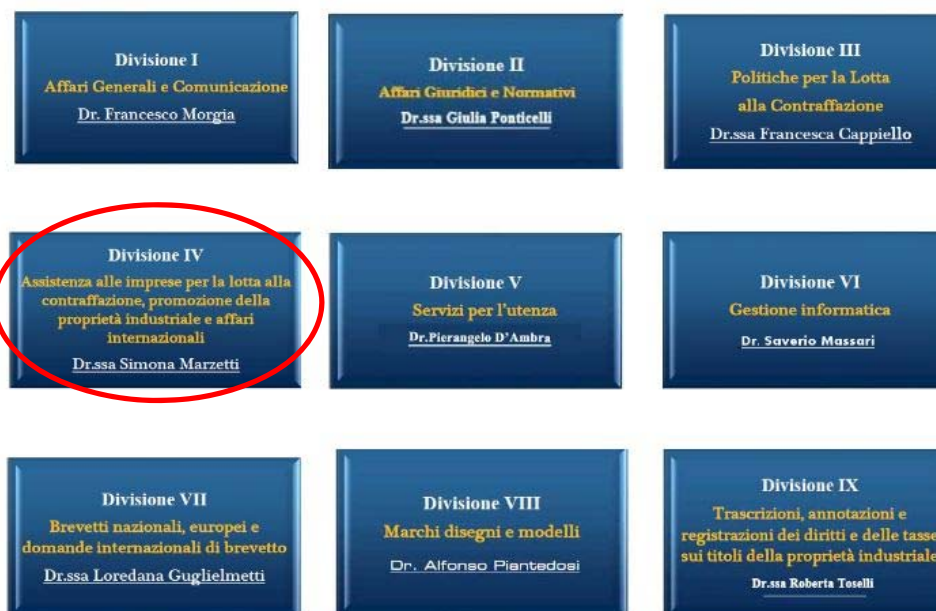 Divisione I
Affari Generali e Comunicazione
Dr. Francesco Morgia
Divisione II
Affari Giuridici e Normativi
Dr.ssa Giulia Ponticelli
Divisione III
Politiche per la Lotta
alla Contraffazione
Dr.ssa Francesca Cappiello
Divisione IV
Assistenza alle imprese per la lotta alla
contraffazione, promozione della
proprietà industriale e affari
internazionali
Dr.ssa Simona Marzetti
Divisione V
Servizi per l'utenza
Dr.Pierangelo D'Ambra
Divisione VI
Gestione informatica
Dr. Saverio Massari
Divisione VII
Brevetti nazionali, europei e
domande internazionali di brevetto
Dr.ssa Loredana Guglielmetti
Divisione VIII
Marchi disegni e modelli
Dr. Alfonso Piantedosi
Divisione IX
Trascrizioni, annotazioni e
registrazioni dei diritti e delle tasse
sui titoli della proprietà industriale
Dr.ssa Roberta Toselli